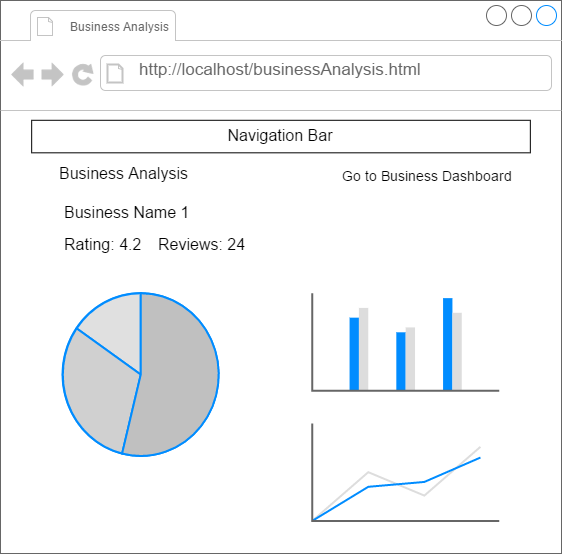 Business Analysis
http://localhost/businessAnalysis.html
Navigation Bar
Business Analysis
Go to Business Dashboard
Business Name 1
Rating: 4.2 Reviews: 24